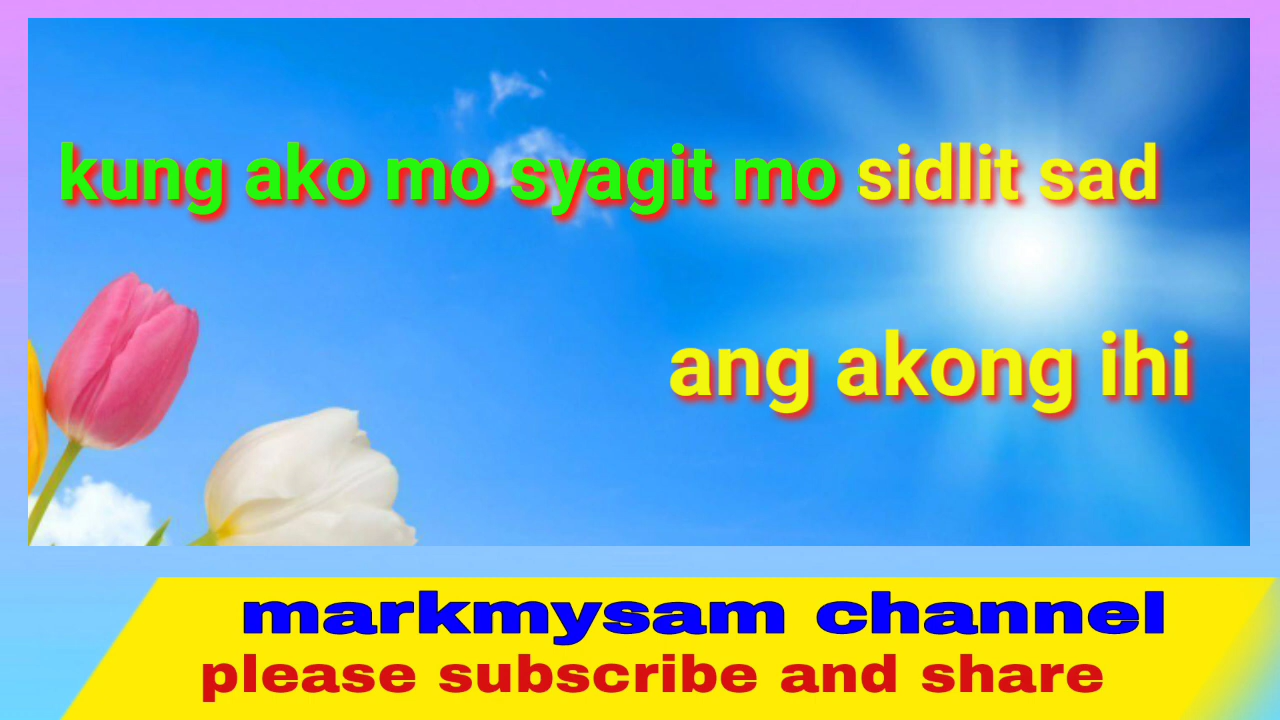 kung ako mo syagit mo sidlit sad
ang akong ihi
markmysam channel
please subscribe and share